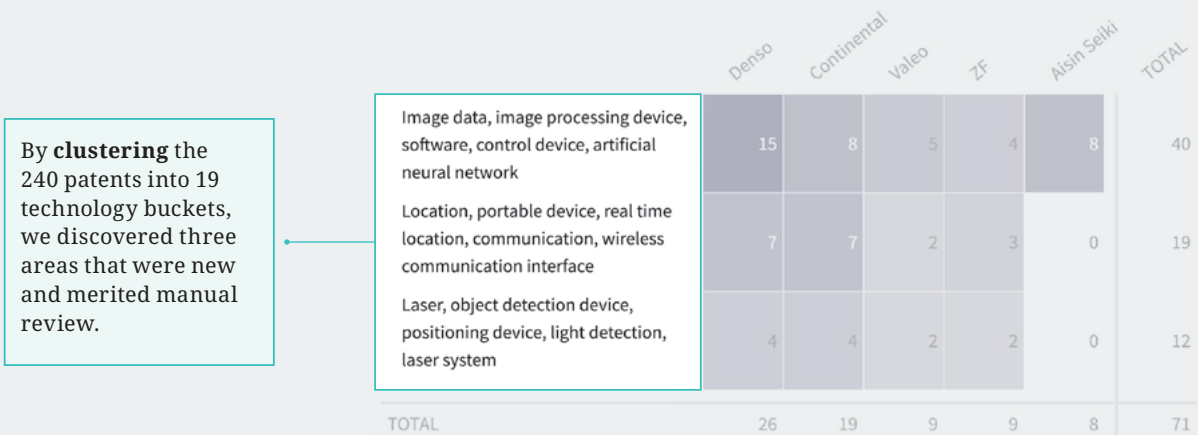 By clustering the
240 patents into 19
technology buckets,
we discovered three
areas that were new
and merited manual
review.
Denso Continental Valeo ZF Aisin Seiki TOTAL
Image data, image processing device,
software, control device, artificial
neural network
15 8 5 4 8 40
Location, portable device, real time
location, communication, wireless
communication interface
7 7 2 3 0 19
Laser, object detection device,
positioning device, light detection,
laser system
4 4 2 2 0 12
TOTAL 26 19 9 9 8 71